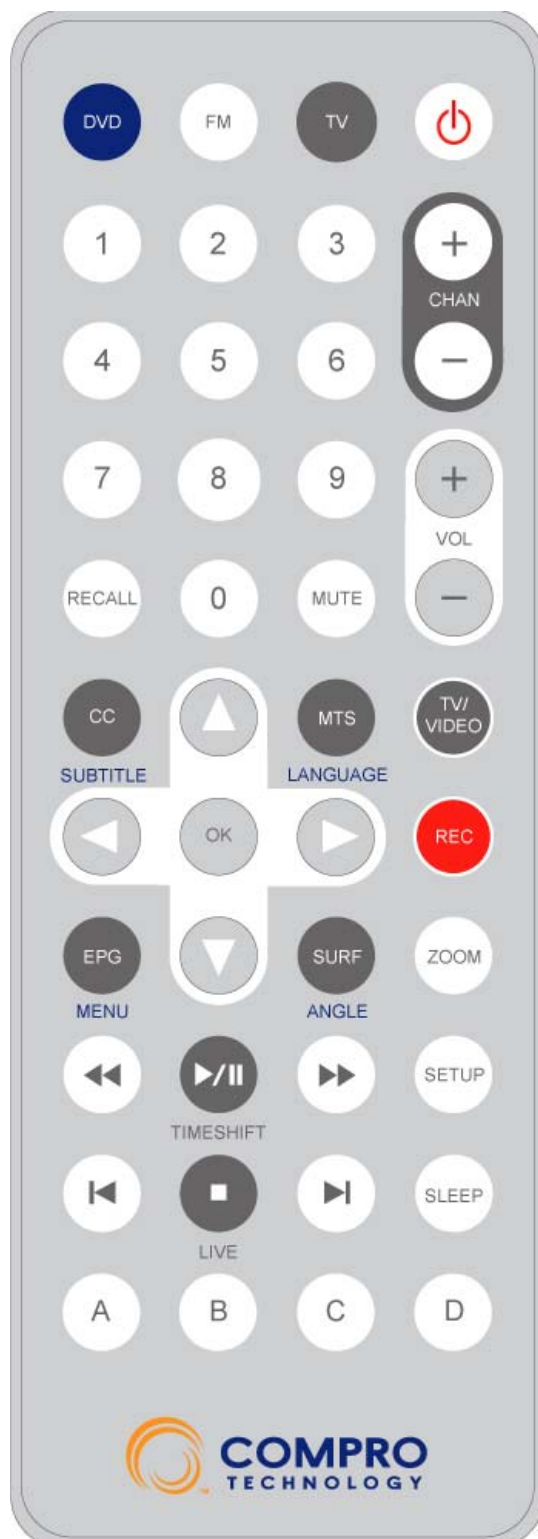 DVD FM TV
1 2 3 +
CHAN
4 5 6 −
7 8 9 +
VOL
RECALL 0 MUTE −
CC MTS TV/
VIDEO
SUBTITLE LANGUAGE
OK REC
EPG SURF ZOOM
MENU ANGLE
SETUP
TIMESHIFT
SLEEP
LIVE
A B C D
COMPRO
TECHNOLOGY